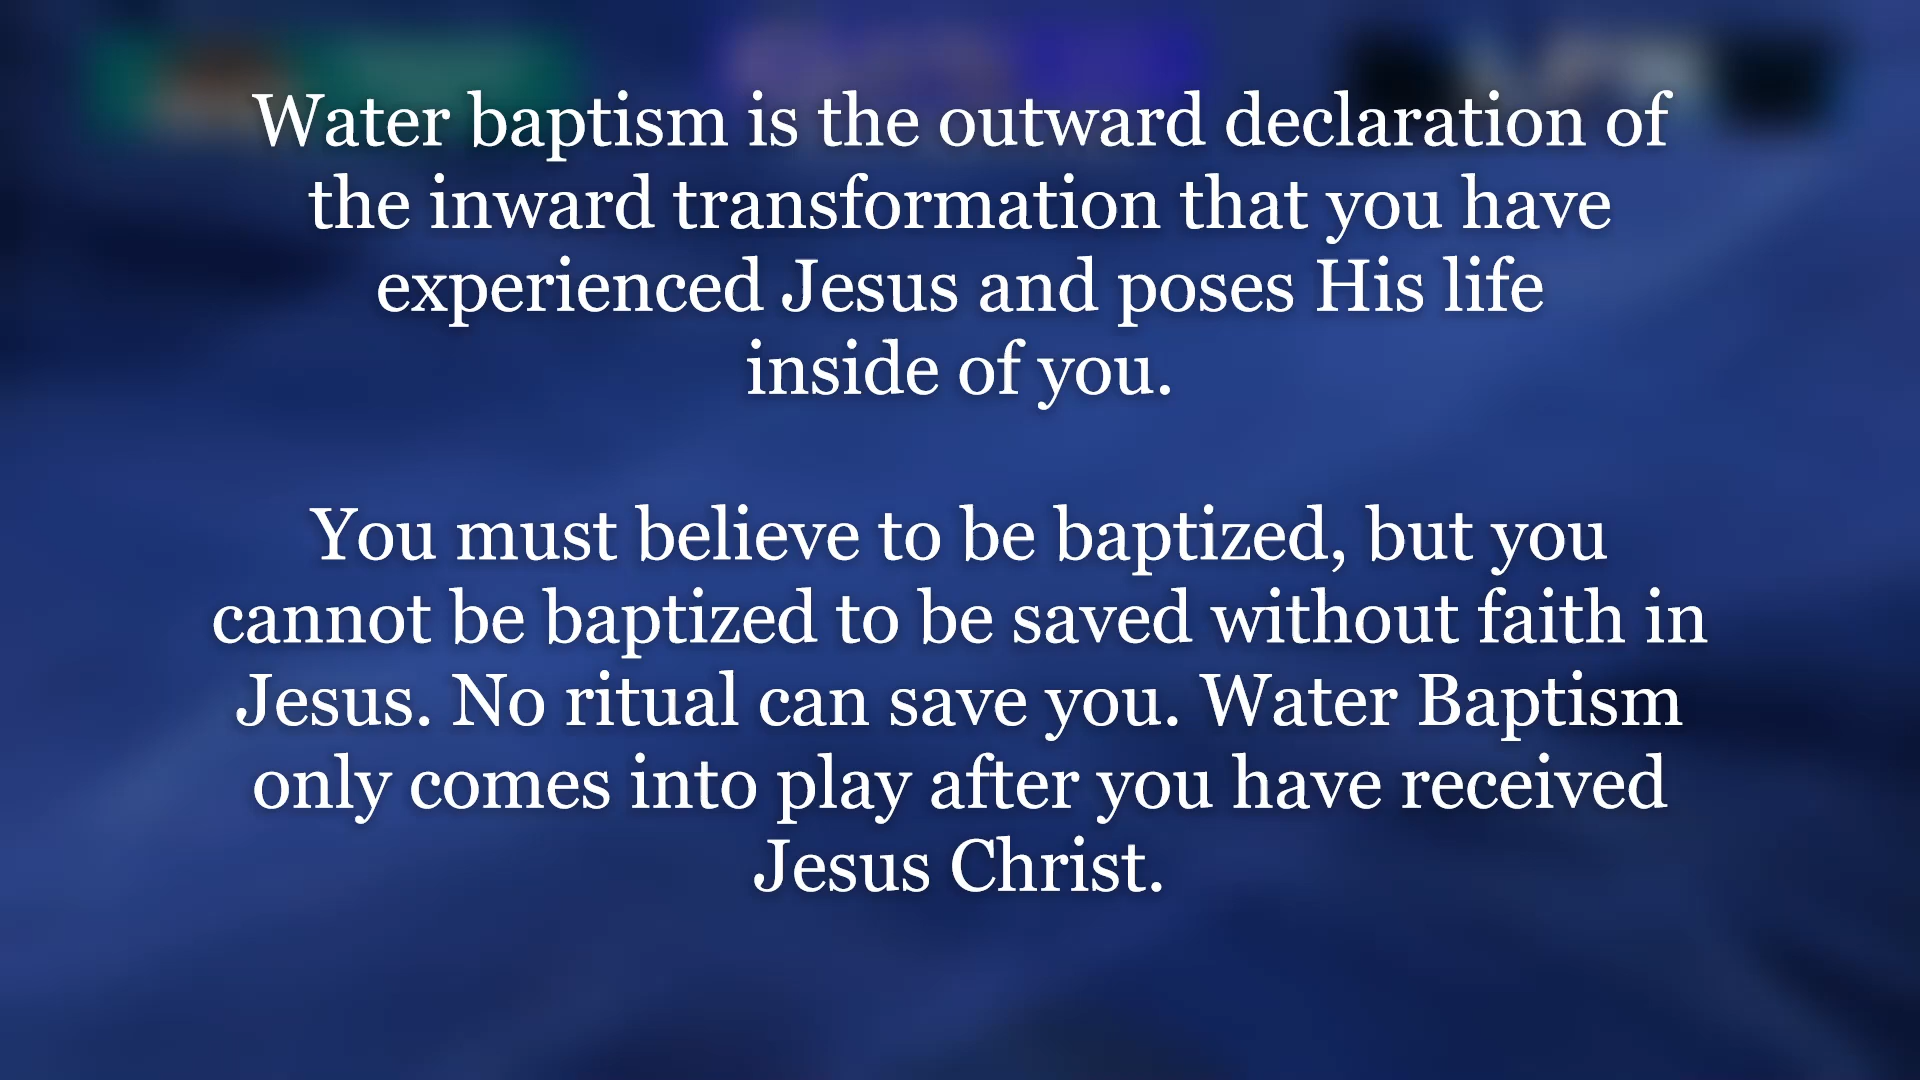 Water baptism is the outward declaration of
the inward transformation that you have
experienced Jesus and poses His life
inside of you.
You must believe to be baptized, but you
cannot be baptized to be saved without faith in
Jesus. No ritual can save you. Water Baptism
only comes into play after you have received
Jesus Christ.